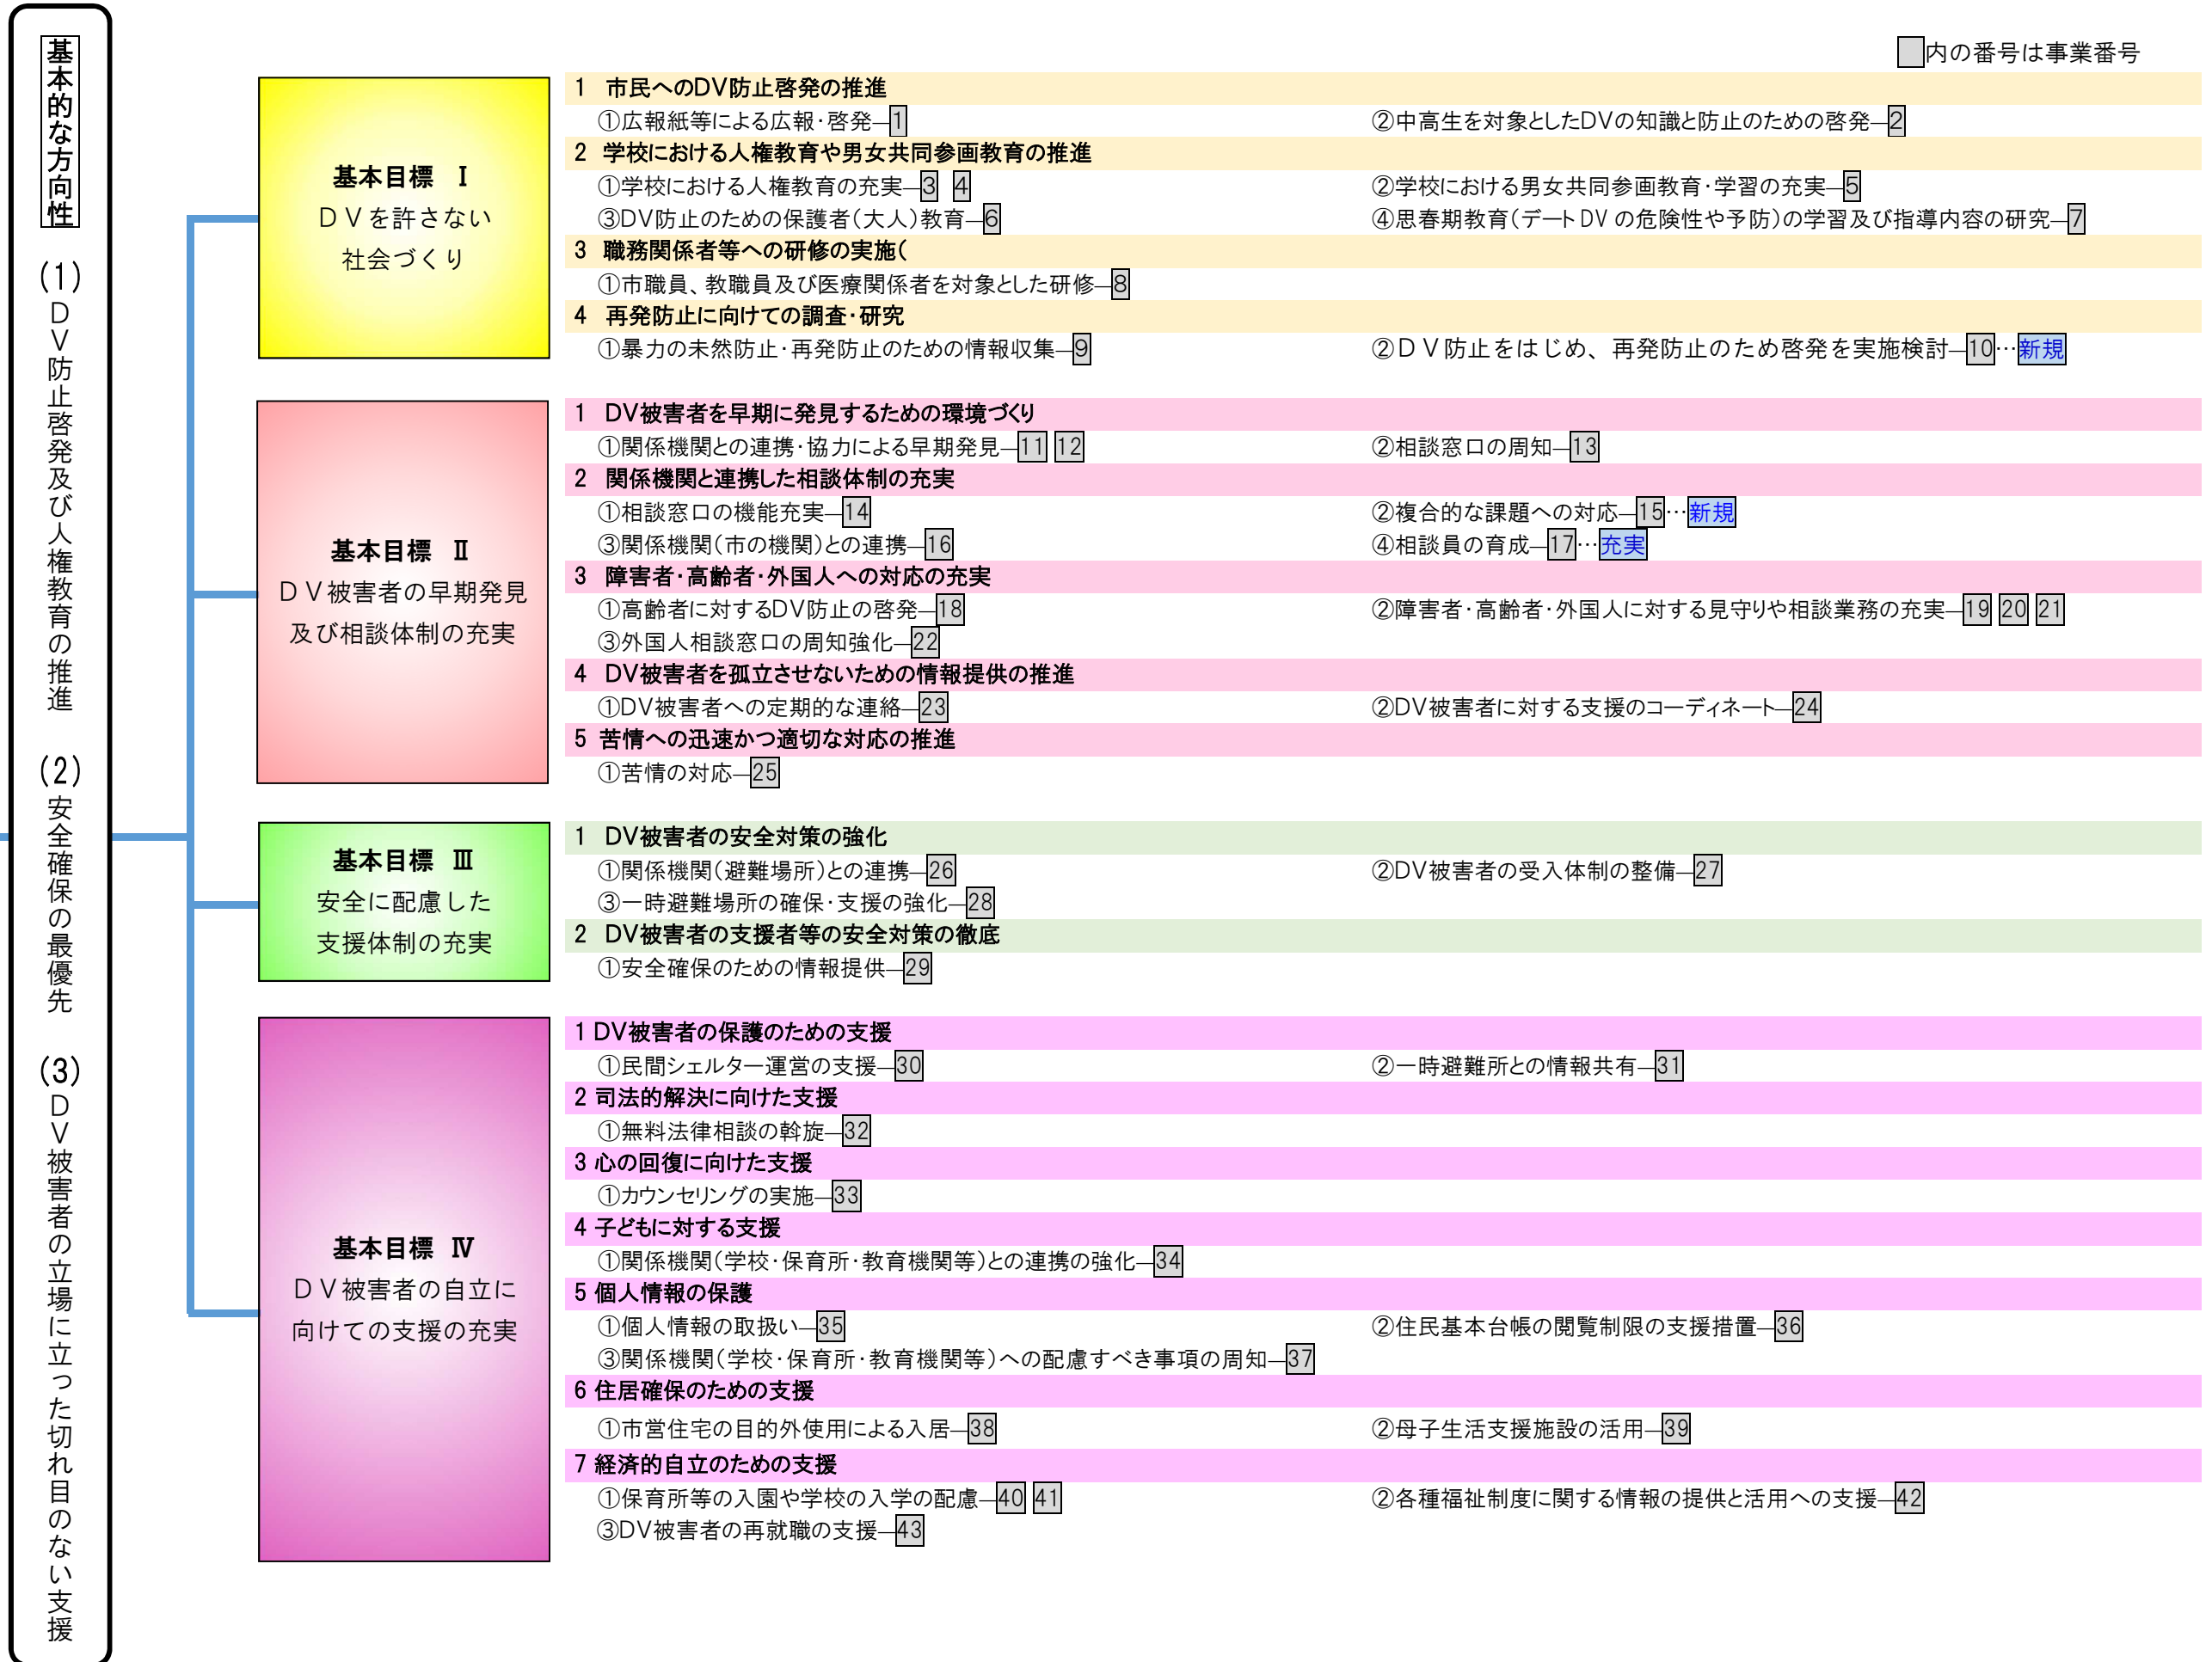 基本的な方向性
(1)DV防止啓発及び人権教育の推進
(2)安全確保の最優先
(3)DV被害者の立場に立った切れ目のない支援
内の番号は事業番号
基本目標 Ⅰ
DVを許さない
社会づくり
1 市民へのDV防止啓発の推進
①広報紙等による広報・啓発―1 ②中高生を対象としたDVの知識と防止のための啓発―2
2 学校における人権教育や男女共同参画教育の推進
①学校における人権教育の充実―3 4 ②学校における男女共同参画教育・学習の充実―5
③DV防止のための保護者(大人)教育―6 ④思春期教育(デートDVの危険性や予防)の学習及び指導内容の研究―7
3 職務関係者等への研修の実施(
①市職員、教職員及び医療関係者を対象とした研修―8
4 再発防止に向けての調査・研究
①暴力の未然防止・再発防止のための情報収集―9 ②DV防止をはじめ、再発防止のため啓発を実施検討―10…新規
基本目標 Ⅱ
DV被害者の早期発見
及び相談体制の充実
1 DV被害者を早期に発見するための環境づくり
①関係機関との連携・協力による早期発見―11 12 ②相談窓口の周知―13
2 関係機関と連携した相談体制の充実
①相談窓口の機能充実―14 ②複合的な課題への対応―15…新規
③関係機関(市の機関)との連携―16 ④相談員の育成―17…充実
3 障害者・高齢者・外国人への対応の充実
①高齢者に対するDV防止の啓発―18 ②障害者・高齢者・外国人に対する見守りや相談業務の充実―19 20 21
③外国人相談窓口の周知強化―22
4 DV被害者を孤立させないための情報提供の推進
①DV被害者への定期的な連絡―23 ②DV被害者に対する支援のコーディネート―24
5 苦情への迅速かつ適切な対応の推進
①苦情の対応―25
基本目標 Ⅲ
安全に配慮した
支援体制の充実
1 DV被害者の安全対策の強化
①関係機関(避難場所)との連携―26 ②DV被害者の受入体制の整備―27
③一時避難場所の確保・支援の強化―28
2 DV被害者の支援者等の安全対策の徹底
①安全確保のための情報提供―29
基本目標 Ⅳ
DV被害者の自立に
向けての支援の充実
1 DV被害者の保護のための支援
①民間シェルター運営の支援―30 ②一時避難所との情報共有―31
2 司法的解決に向けた支援
①無料法律相談の斡旋―32
3 心の回復に向けた支援
①カウンセリングの実施―33
4 子どもに対する支援
①関係機関(学校・保育所・教育機関等)との連携の強化―34
5 個人情報の保護
①個人情報の取扱い―35 ②住民基本台帳の閲覧制限の支援措置―36
③関係機関(学校・保育所・教育機関等)への配慮すべき事項の周知―37
6 住居確保のための支援
①市営住宅の目的外使用による入居―38 ②母子生活支援施設の活用―39
7 経済的自立のための支援
①保育所等の入園や学校の入学の配慮―40 41 ②各種福祉制度に関する情報の提供と活用への支援―42
③DV被害者の再就職の支援―43